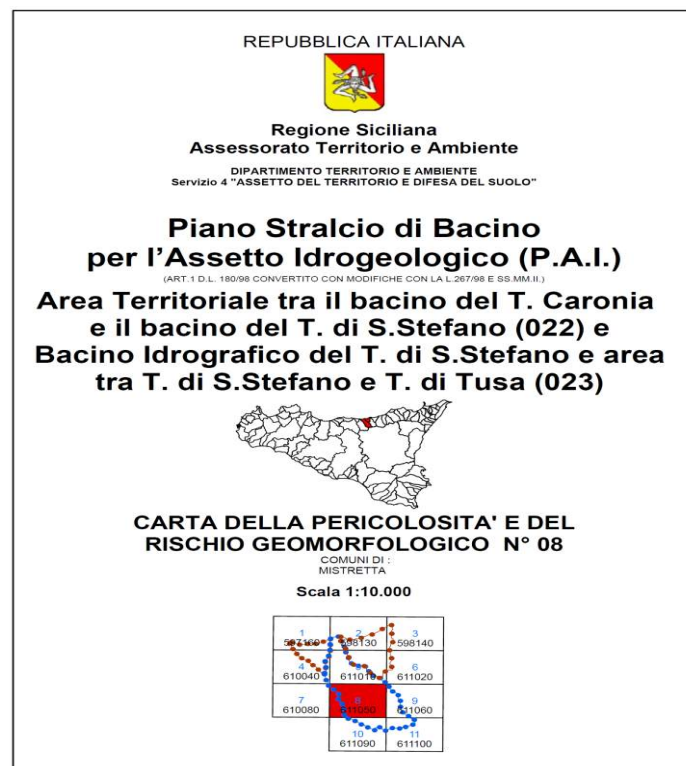 REPUBBLICA ITALIANA
Regione Siciliana
Assessorato Territorio e Ambiente
DIPARTIMENTO TERRITORIO E AMBIENTE
Servizio 4 "ASSETTO DEL TERRITORIO E DIFESA DEL SUOLO"
Piano Stralcio di Bacino
per l'Assetto Idrogeologico (P.A.I.)
(ART.1 D.L. 180/98 CONVERTITO CON MODIFICHE CON LA L.267/98 E SS.MM.II.)
Area Territoriale tra il bacino del T. Caronia
e il bacino del T. di S.Stefano (022) e
Bacino Idrografico del T. di S.Stefano e area
tra T. di S.Stefano e T. di Tusa (023)
CARTA DELLA PERICOLOSITA' E DEL
RISCHIO GEOMORFOLOGICO N° 08
COMUNI DI :
MISTRETTA
Scala 1:10.000
1 2 3
597160 598130 598140
4 5 6
610040 611010 611020
7 8 9
610080 611050 611060
10 11
611090 611100